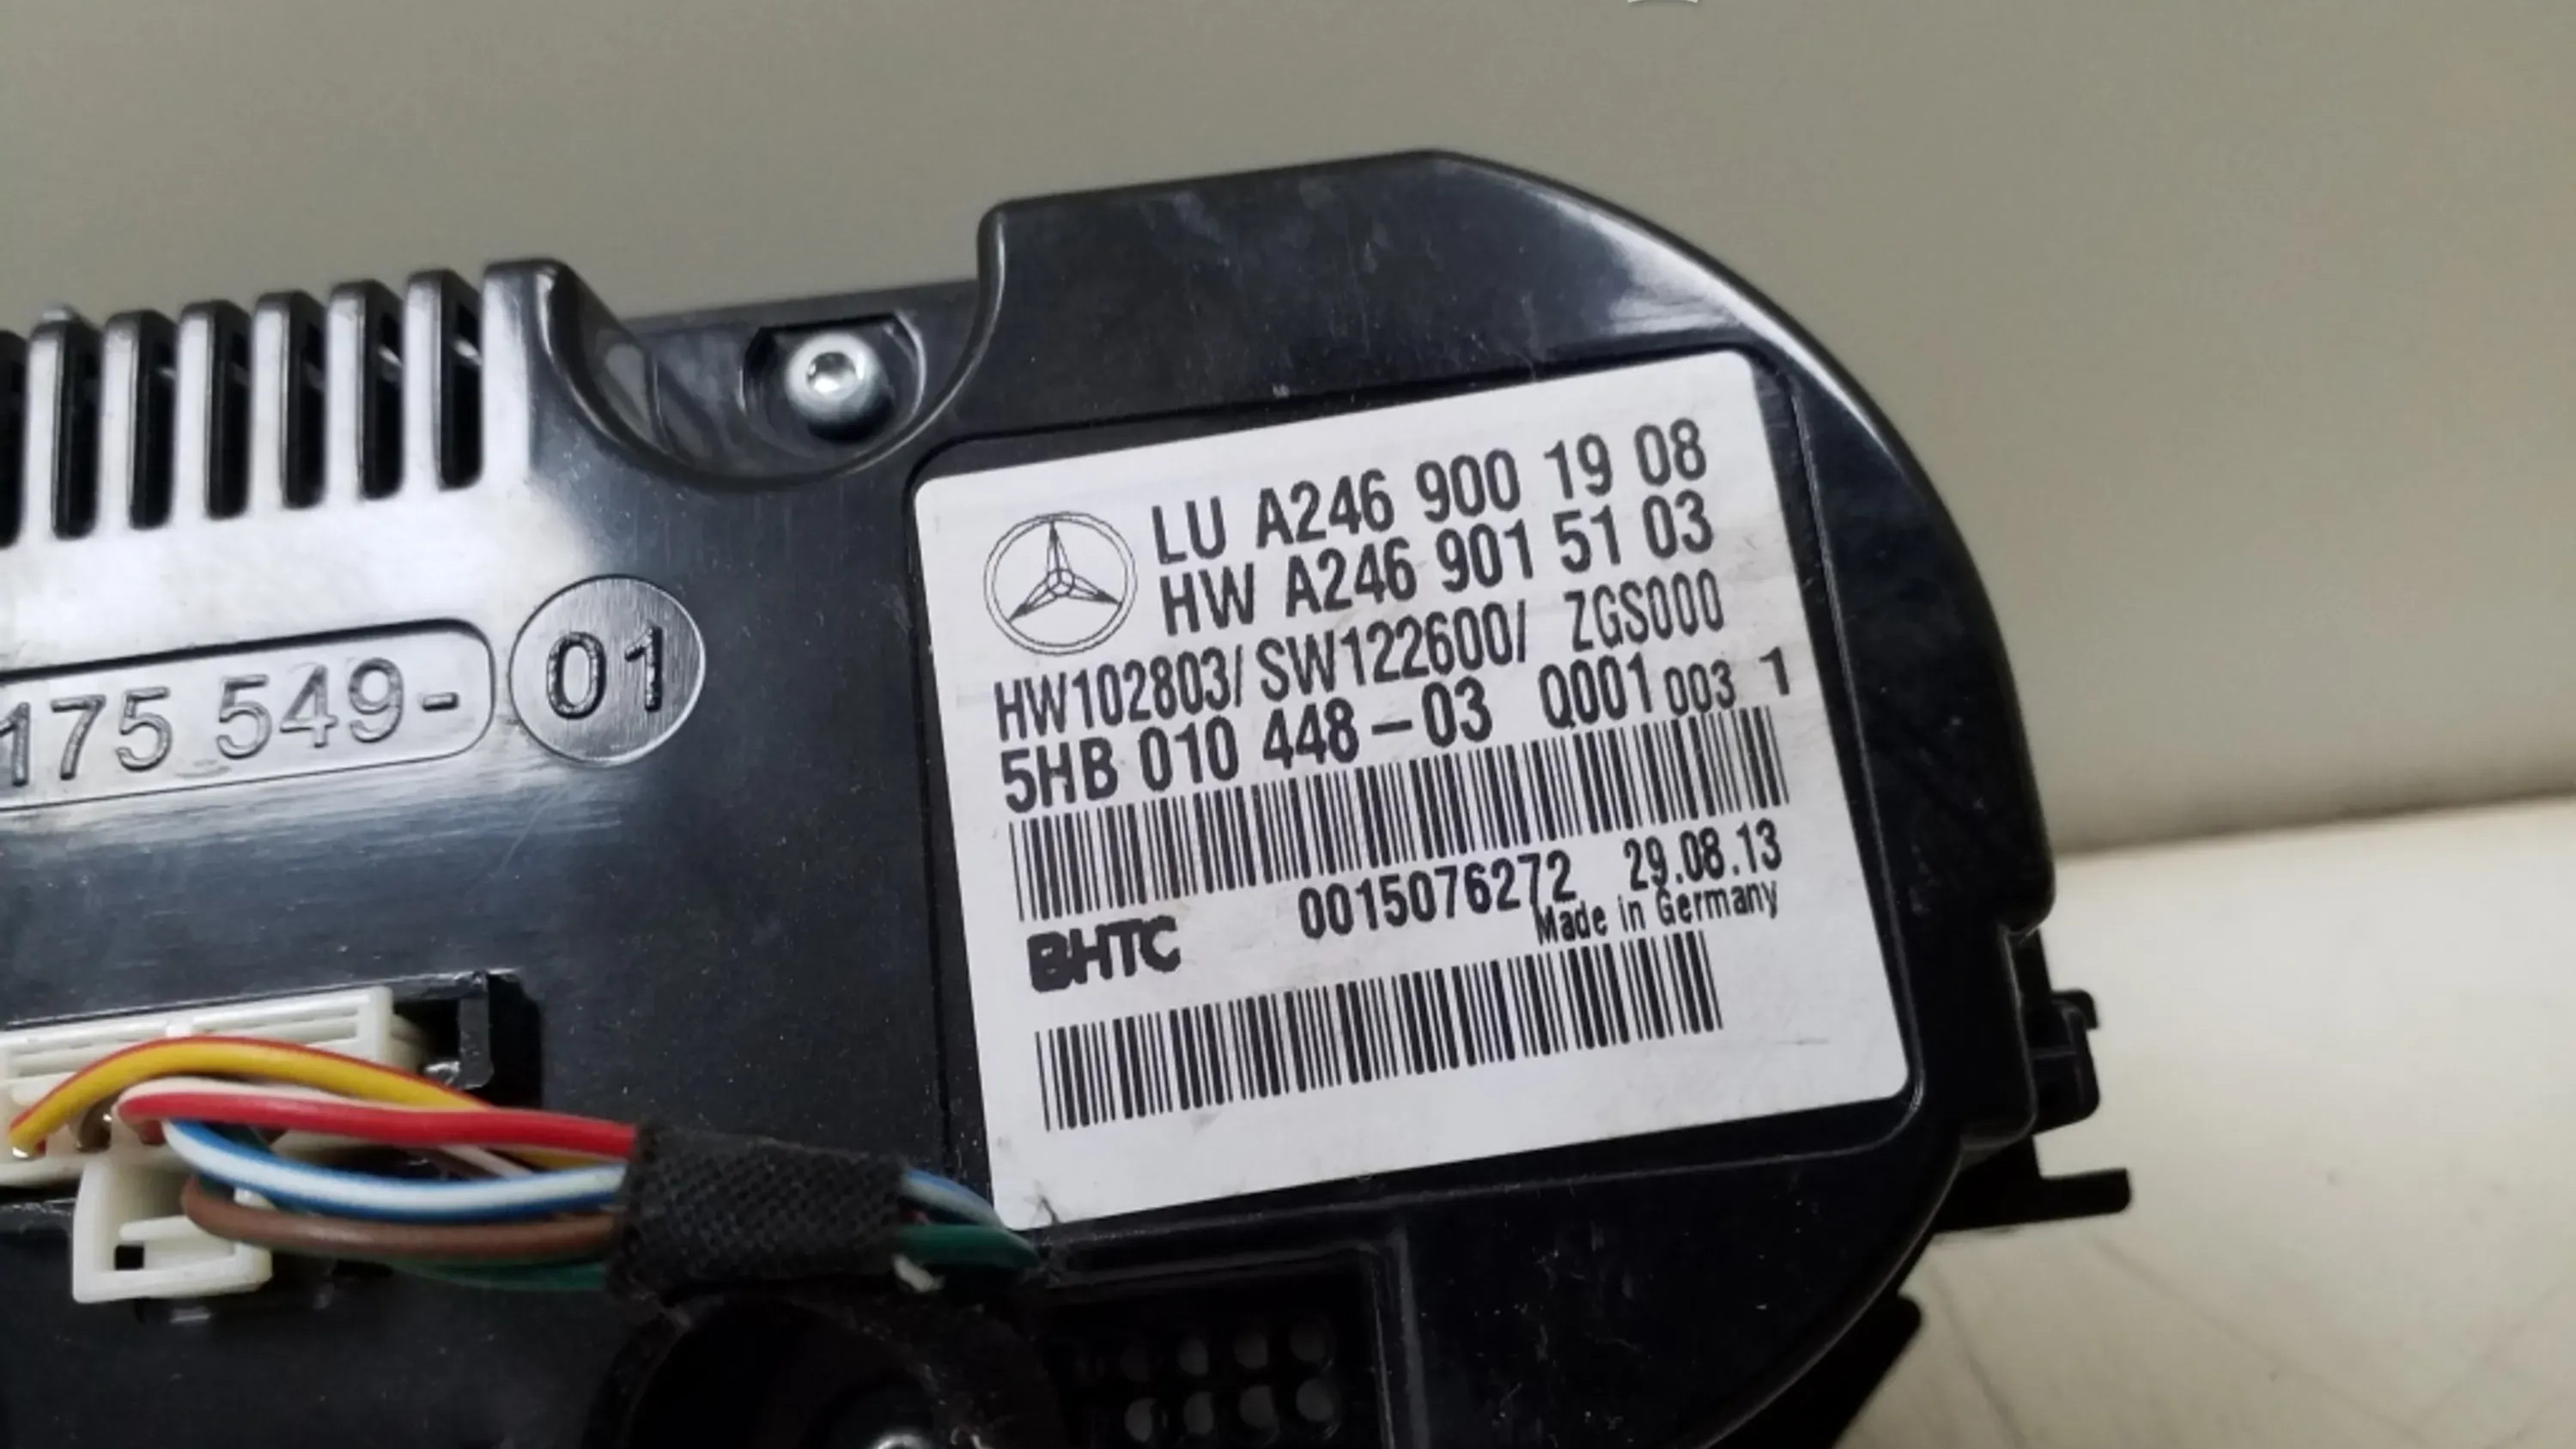 LU A246 900 19 08
HW A246 901 51 03
HW102803/ SW122600/ ZGS000
5HB 010 448-03 Q001 003 1
0015076272 29.08.13
BHTC Made in Germany
175 549-
01